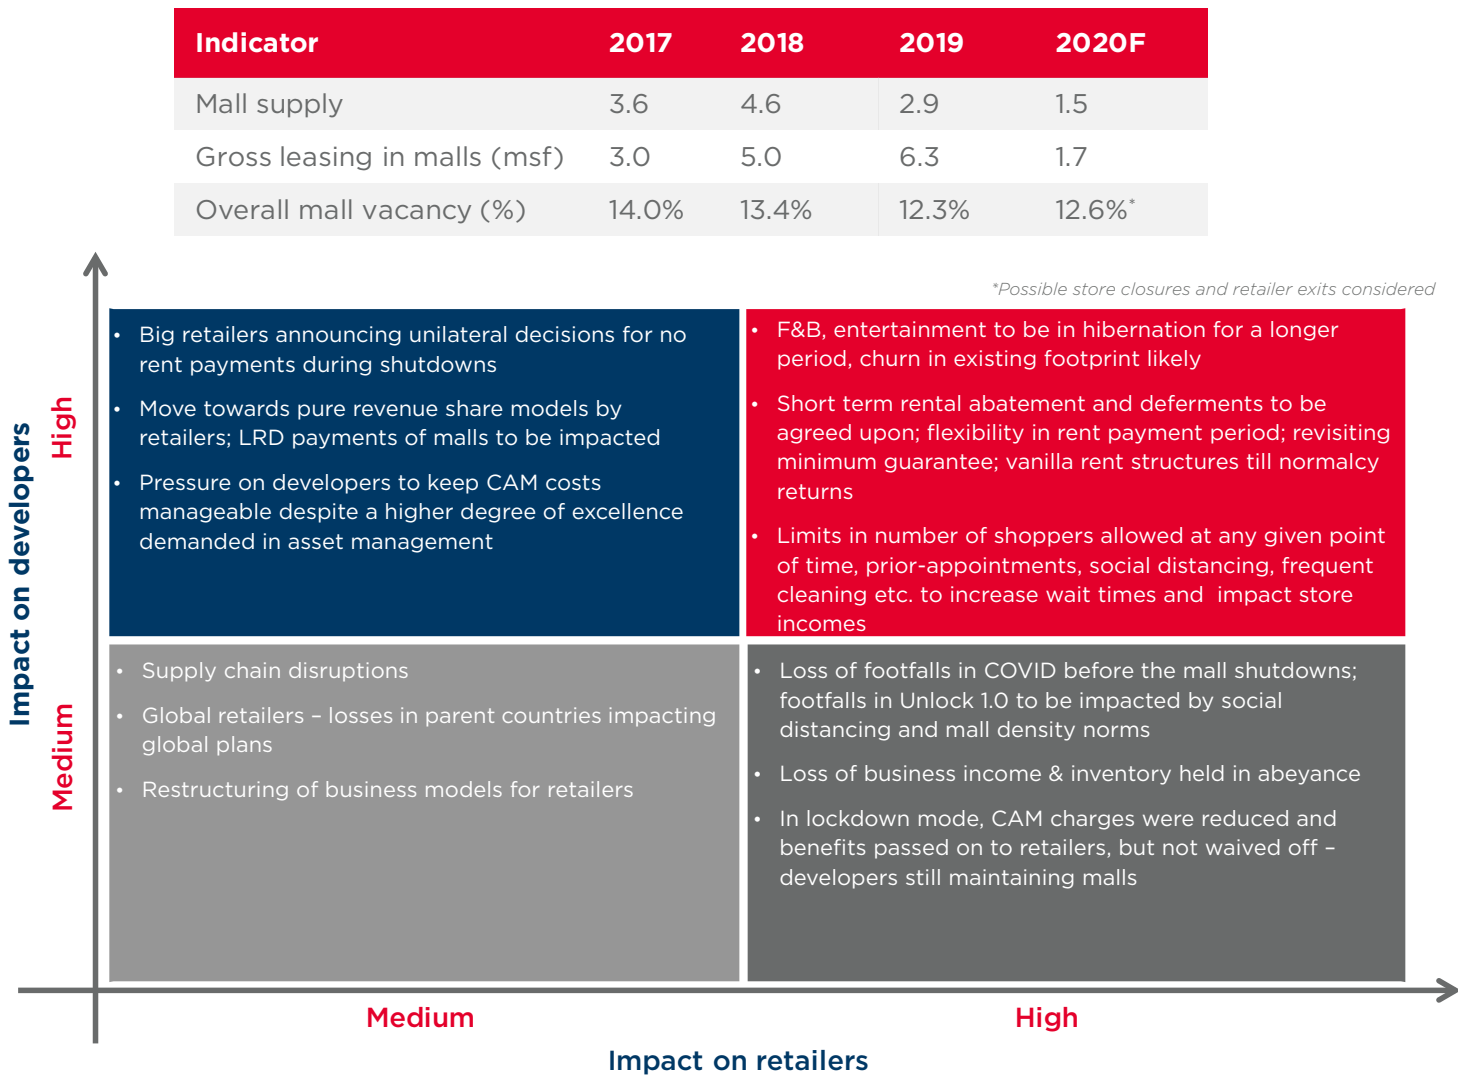 Indicator 2017 2018 2019 2020F
Mall supply 3.6 4.6 2.9 1.5
Gross leasing in malls (msf) 3.0 5.0 6.3 1.7
Overall mall vacancy (%) 14.0% 13.4% 12.3% 12.6%*
*Possible store closures and retailer exits considered
Impact on developers
High
Medium
• Big retailers announcing unilateral decisions for no
rent payments during shutdowns
• Move towards pure revenue share models by
retailers; LRD payments of malls to be impacted
• Pressure on developers to keep CAM costs
manageable despite a higher degree of excellence
demanded in asset management
• F&B, entertainment to be in hibernation for a longer
period, churn in existing footprint likely
• Short term rental abatement and deferments to be
agreed upon; flexibility in rent payment period; revisiting
minimum guarantee; vanilla rent structures till normalcy
returns
• Limits in number of shoppers allowed at any given point
of time, prior-appointments, social distancing, frequent
cleaning etc. to increase wait times and  impact store
incomes
• Supply chain disruptions
• Global retailers – losses in parent countries impacting
global plans
• Restructuring of business models for retailers
• Loss of footfalls in COVID before the mall shutdowns;
footfalls in Unlock 1.0 to be impacted by social
distancing and mall density norms
• Loss of business income & inventory held in abeyance
• In lockdown mode, CAM charges were reduced and
benefits passed on to retailers, but not waived off –
developers still maintaining malls
Medium
High
Impact on retailers